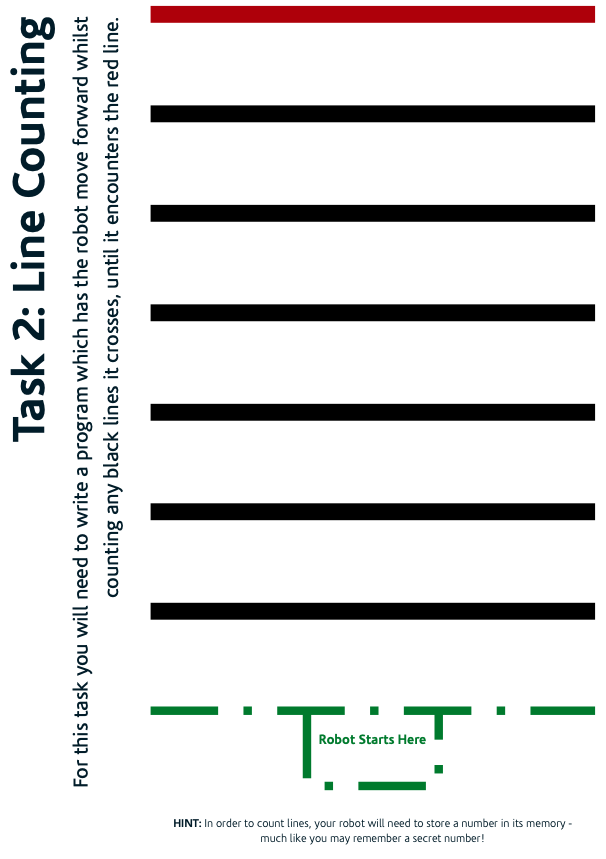 Task 2: Line Counting
For this task you will need to write a program which has the robot move forward whilst
counting any black lines it crosses, until it encounters the red line.
Robot Starts Here
HINT: In order to count lines, your robot will need to store a number in its memory -
much like you may remember a secret number!